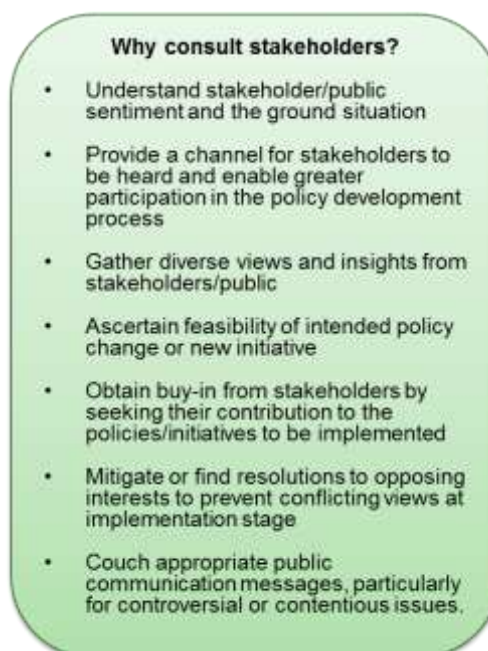 Why consult stakeholders?
• Understand stakeholder/public
sentiment and the ground situation
• Provide a channel for stakeholders to
be heard and enable greater
participation in the policy development
process
• Gather diverse views and insights from
stakeholders/public
• Ascertain feasibility of intended policy
change or new initiative
• Obtain buy-in from stakeholders by
seeking their contribution to the
policies/initiatives to be implemented
• Mitigate or find resolutions to opposing
interests to prevent conflicting views at
implementation stage
• Couch appropriate public
communication messages, particularly
for controversial or contentious issues.